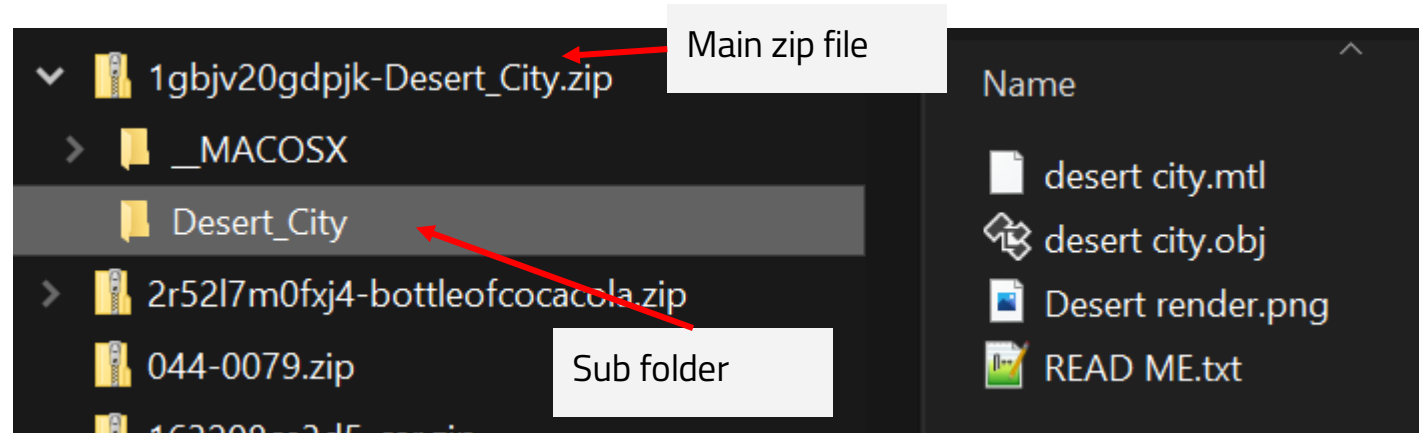 Main zip file
1gbjv20gdpjk-Desert_City.zip
__MACOSX
Desert_City
2r52l7m0fxj4-bottleofcocacola.zip
044-0079.zip
Sub folder
Name
desert city.mtl
desert city.obj
Desert render.png
READ ME.txt